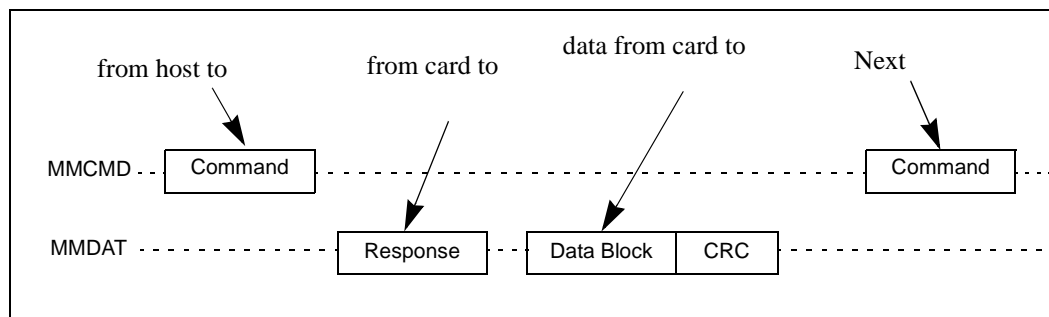 from host to
from card to
data from card to
Next
MMCMD
Command
Command
MMDAT
Response
Data Block
CRC